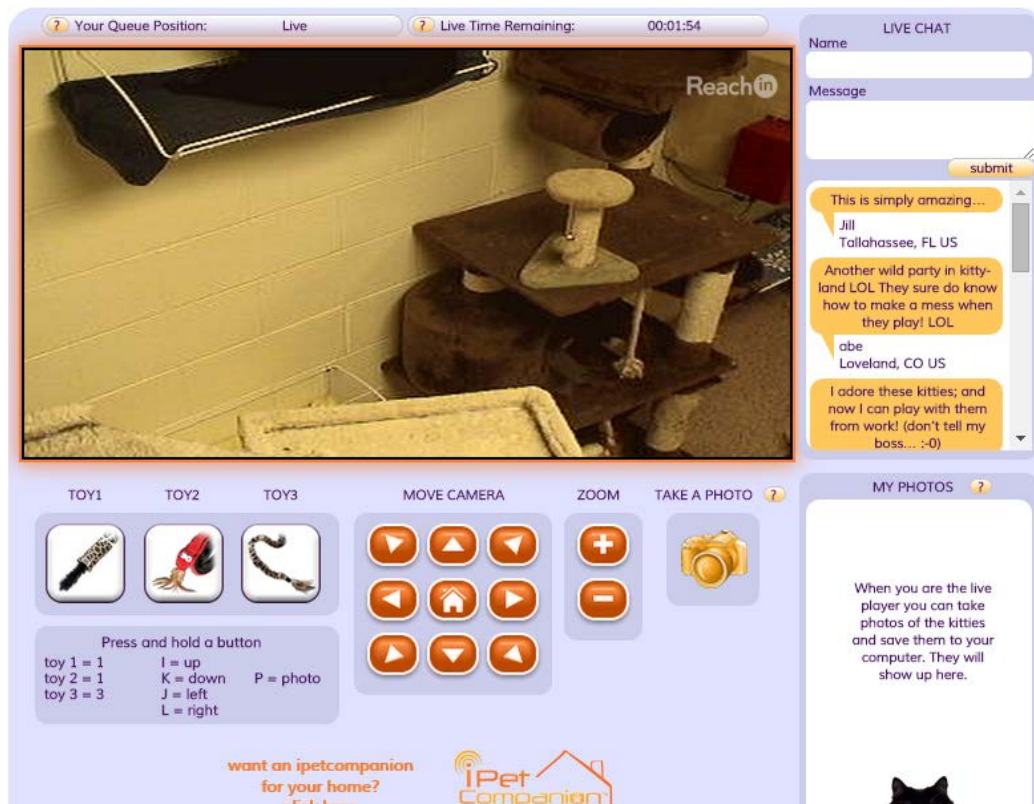 Your Queue Position: Live
Live Time Remaining: 00:01:54
Reachin
LIVE CHAT
Name
Message
submit
This is simply amazing...
Jill
Tallahassee, FL US
Another wild party in kitty-
land LOL They sure do know
how to make a mess when
they play! LOL
abe
Loveland, CO US
I adore these kitties; and
now I can play with them
from work! (don't tell my
boss... :-0)
TOY1 TOY2 TOY3
MOVE CAMERA
ZOOM
TAKE A PHOTO ?
Press and hold a button
toy 1 = 1
toy 2 = 1
toy 3 = 3
I = up
K = down
J = left
L = right
P = photo
MY PHOTOS ?
When you are the live
player you can take
photos of the kitties
and save them to your
computer. They will
show up here.
want an ipetcompanion
for your home?
iPet
Companion